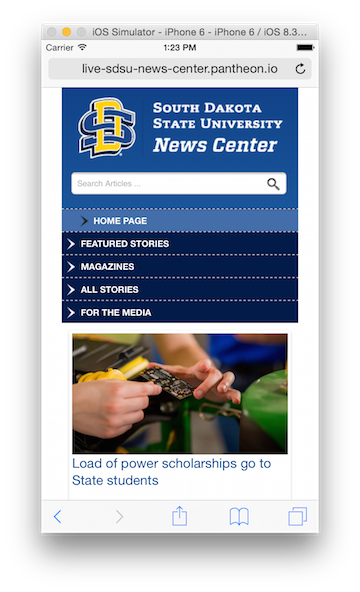 iOS Simulator - iPhone 6 - iPhone 6 / iOS 8.3...
Carrier 1:23 PM
live-sdsu-news-center.pantheon.io
SD
SOUTH DAKOTA
STATE UNIVERSITY
News Center
Search Articles ...
HOME PAGE
FEATURED STORIES
MAGAZINES
ALL STORIES
FOR THE MEDIA
Load of power scholarships go to
State students